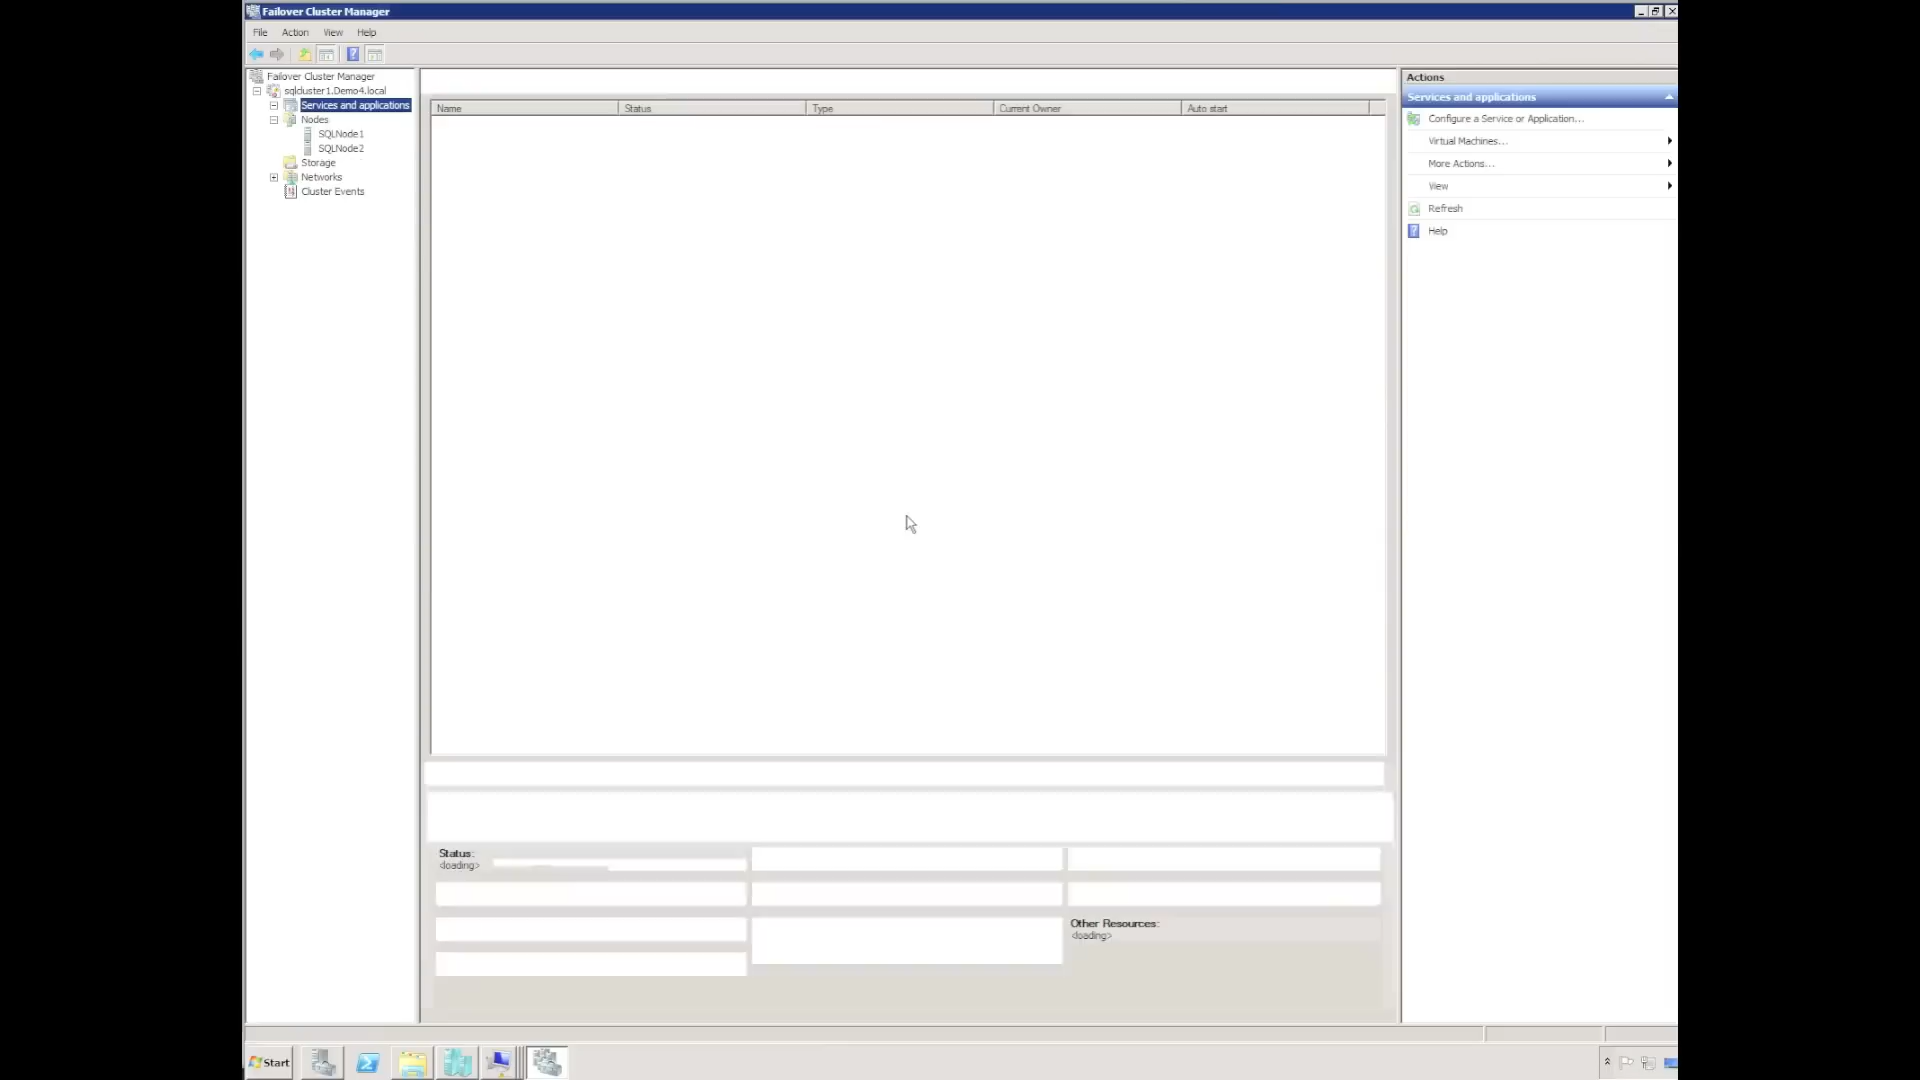 Failover Cluster Manager
File Action View Help
Failover Cluster Manager
sqlcluster1.Demo4.local
Services and applications
Nodes
SQLNode1
SQLNode2
Storage
Networks
Cluster Events
Name Status Type Current Owner Auto start
Status:
<loading>
Other Resources:
<loading>
Actions
Services and applications
Configure a Service or Application...
Virtual Machines...
More Actions...
View
Refresh
Help
Start